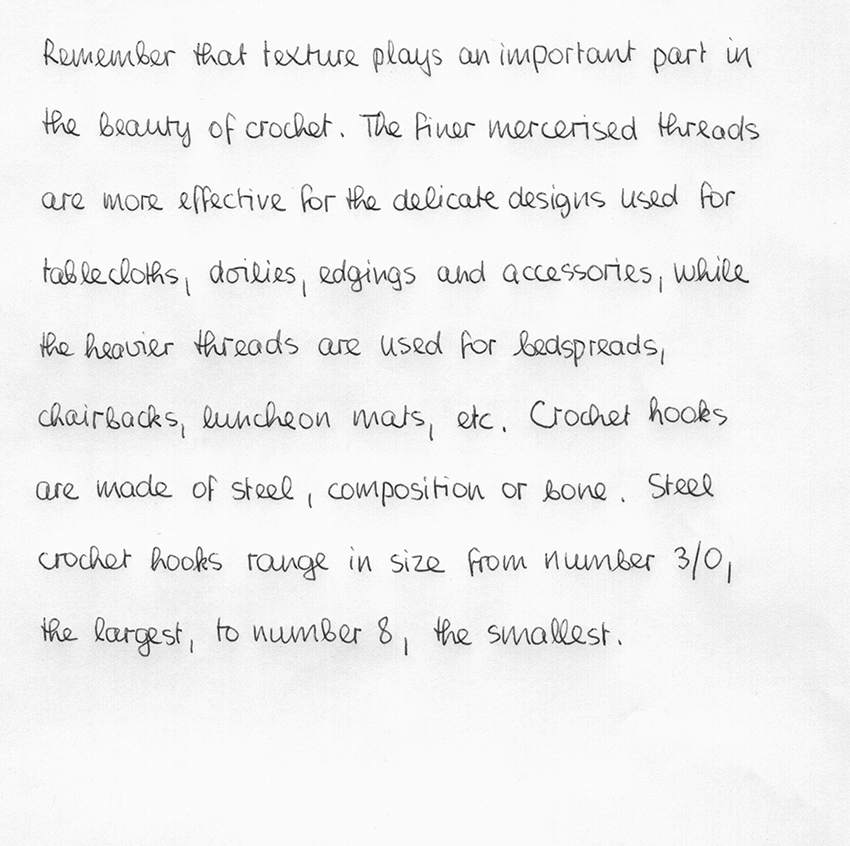 Remember that texture plays an important part in
the beauty of crochet. The finer mercerised threads
are more effective for the delicate designs used for
tablecloths, doilies, edgings and accessories, while
the heavier threads are used for bedspreads,
chairbacks, luncheon mats, etc. Crochet hooks
are made of steel, composition or bone. Steel
crochet hooks range in size from number 3/0,
the largest, to number 8, the smallest.